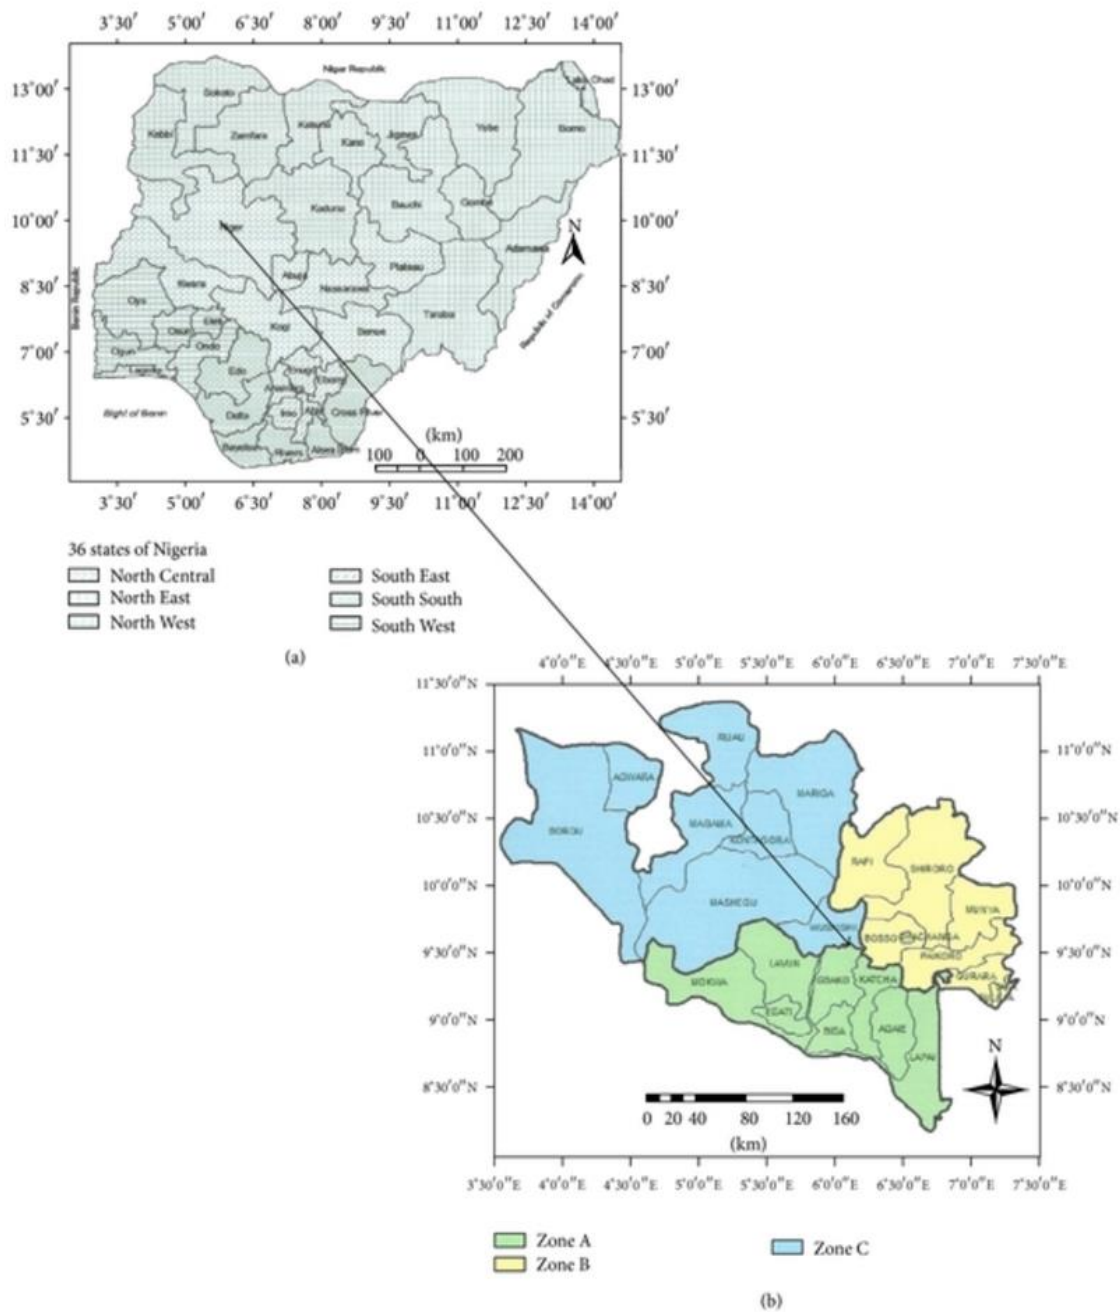 3°30′ 5°00′ 6°30′ 8°00′ 9°30′ 11°00′ 12°30′ 14°00′
Niger Republic
Lake Chad
13°00′ 13°00′
Sokoto
Kebbi Zamfara Katsina Kano Jigawa Yobe Borno
11°30′ 11°30′
Kaduna Bauchi Gombe
10°00′ 10°00′
Niger
N
Adamawa
Abuja Plateau
8°30′ 8°30′
Kwara Nassarawa
Benin Republic
Oyo Taraba
Republic of Cameroon
Osun Ekiti Kogi Benue
7°00′ 7°00′
Ogun Ondo
Lagos Edo Enugu Ebonyi
Anambra
5°30′ 5°30′
Bight of Benin Delta Imo Abia Cross River
Bayelsa Rivers Akwa Ibom
(km)
100 0 100 200
3°30′ 5°00′ 6°30′ 8°00′ 9°30′ 11°00′ 12°30′ 14°00′
36 states of Nigeria
North Central
North East
North West
South East
South South
South West
(a)
4°0′0″E 4°30′0″E 5°0′0″E 5°30′0″E 6°0′0″E 6°30′0″E 7°0′0″E 7°30′0″E
11°30′0″N
RIJAU
11°0′0″N 11°0′0″N
AGWARA MARIGA
10°30′0″N 10°30′0″N
BORGU MAGAMA
KONTAGORA
RAFI SHIRORO
10°0′0″N 10°0′0″N
MASHEGU MUNYA
BOSSO
9°30′0″N 9°30′0″N
PAIKORO
LAVUN
MOKWA GBAKO KATCHA GURARA
9°0′0″N 9°0′0″N
EDATI BIDA AGAIE
LAPAI
N
8°30′0″N 8°30′0″N
0 20 40 80 120 160
(km)
3°30′0″E 4°0′0″E 4°30′0″E 5°0′0″E 5°30′0″E 6°0′0″E 6°30′0″E 7°0′0″E 7°30′0″E
Zone A
Zone B
Zone C
(b)